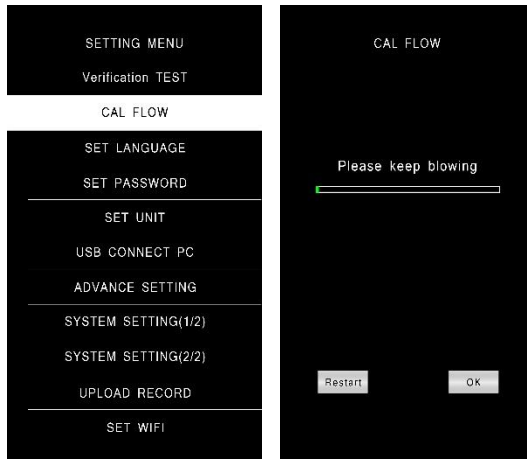 SETTING MENU
Verification TEST
CAL FLOW
SET LANGUAGE
SET PASSWORD
SET UNIT
USB CONNECT PC
ADVANCE SETTING
SYSTEM SETTING(1/2)
SYSTEM SETTING(2/2)
UPLOAD RECORD
SET WIFI
CAL FLOW
Please keep blowing
Restart
OK